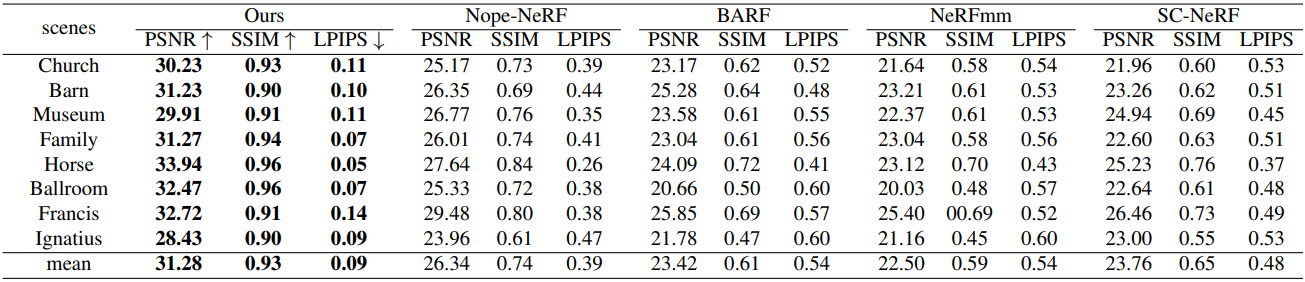 scenes Ours Nope-NeRF BARF NeRFmm SC-NeRF
PSNR ↑ SSIM ↑ LPIPS ↓ PSNR SSIM LPIPS PSNR SSIM LPIPS PSNR SSIM LPIPS PSNR SSIM LPIPS
Church 30.23 0.93 0.11 25.17 0.73 0.39 23.17 0.62 0.52 21.64 0.58 0.54 21.96 0.60 0.53
Barn 31.23 0.90 0.10 26.35 0.69 0.44 25.28 0.64 0.48 23.21 0.61 0.53 23.26 0.62 0.51
Museum 29.91 0.91 0.11 26.77 0.76 0.35 23.58 0.61 0.55 22.37 0.61 0.53 24.94 0.69 0.45
Family 31.27 0.94 0.07 26.01 0.74 0.41 23.04 0.61 0.56 23.04 0.58 0.56 22.60 0.63 0.51
Horse 33.94 0.96 0.05 27.64 0.84 0.26 24.09 0.72 0.41 23.12 0.70 0.43 25.23 0.76 0.37
Ballroom 32.47 0.96 0.07 25.33 0.72 0.38 20.66 0.50 0.60 20.03 0.48 0.57 22.64 0.61 0.48
Francis 32.72 0.91 0.14 29.48 0.80 0.38 25.85 0.69 0.57 25.40 00.69 0.52 26.46 0.73 0.49
Ignatius 28.43 0.90 0.09 23.96 0.61 0.47 21.78 0.47 0.60 21.16 0.45 0.60 23.00 0.55 0.53
mean 31.28 0.93 0.09 26.34 0.74 0.39 23.42 0.61 0.54 22.50 0.59 0.54 23.76 0.65 0.48